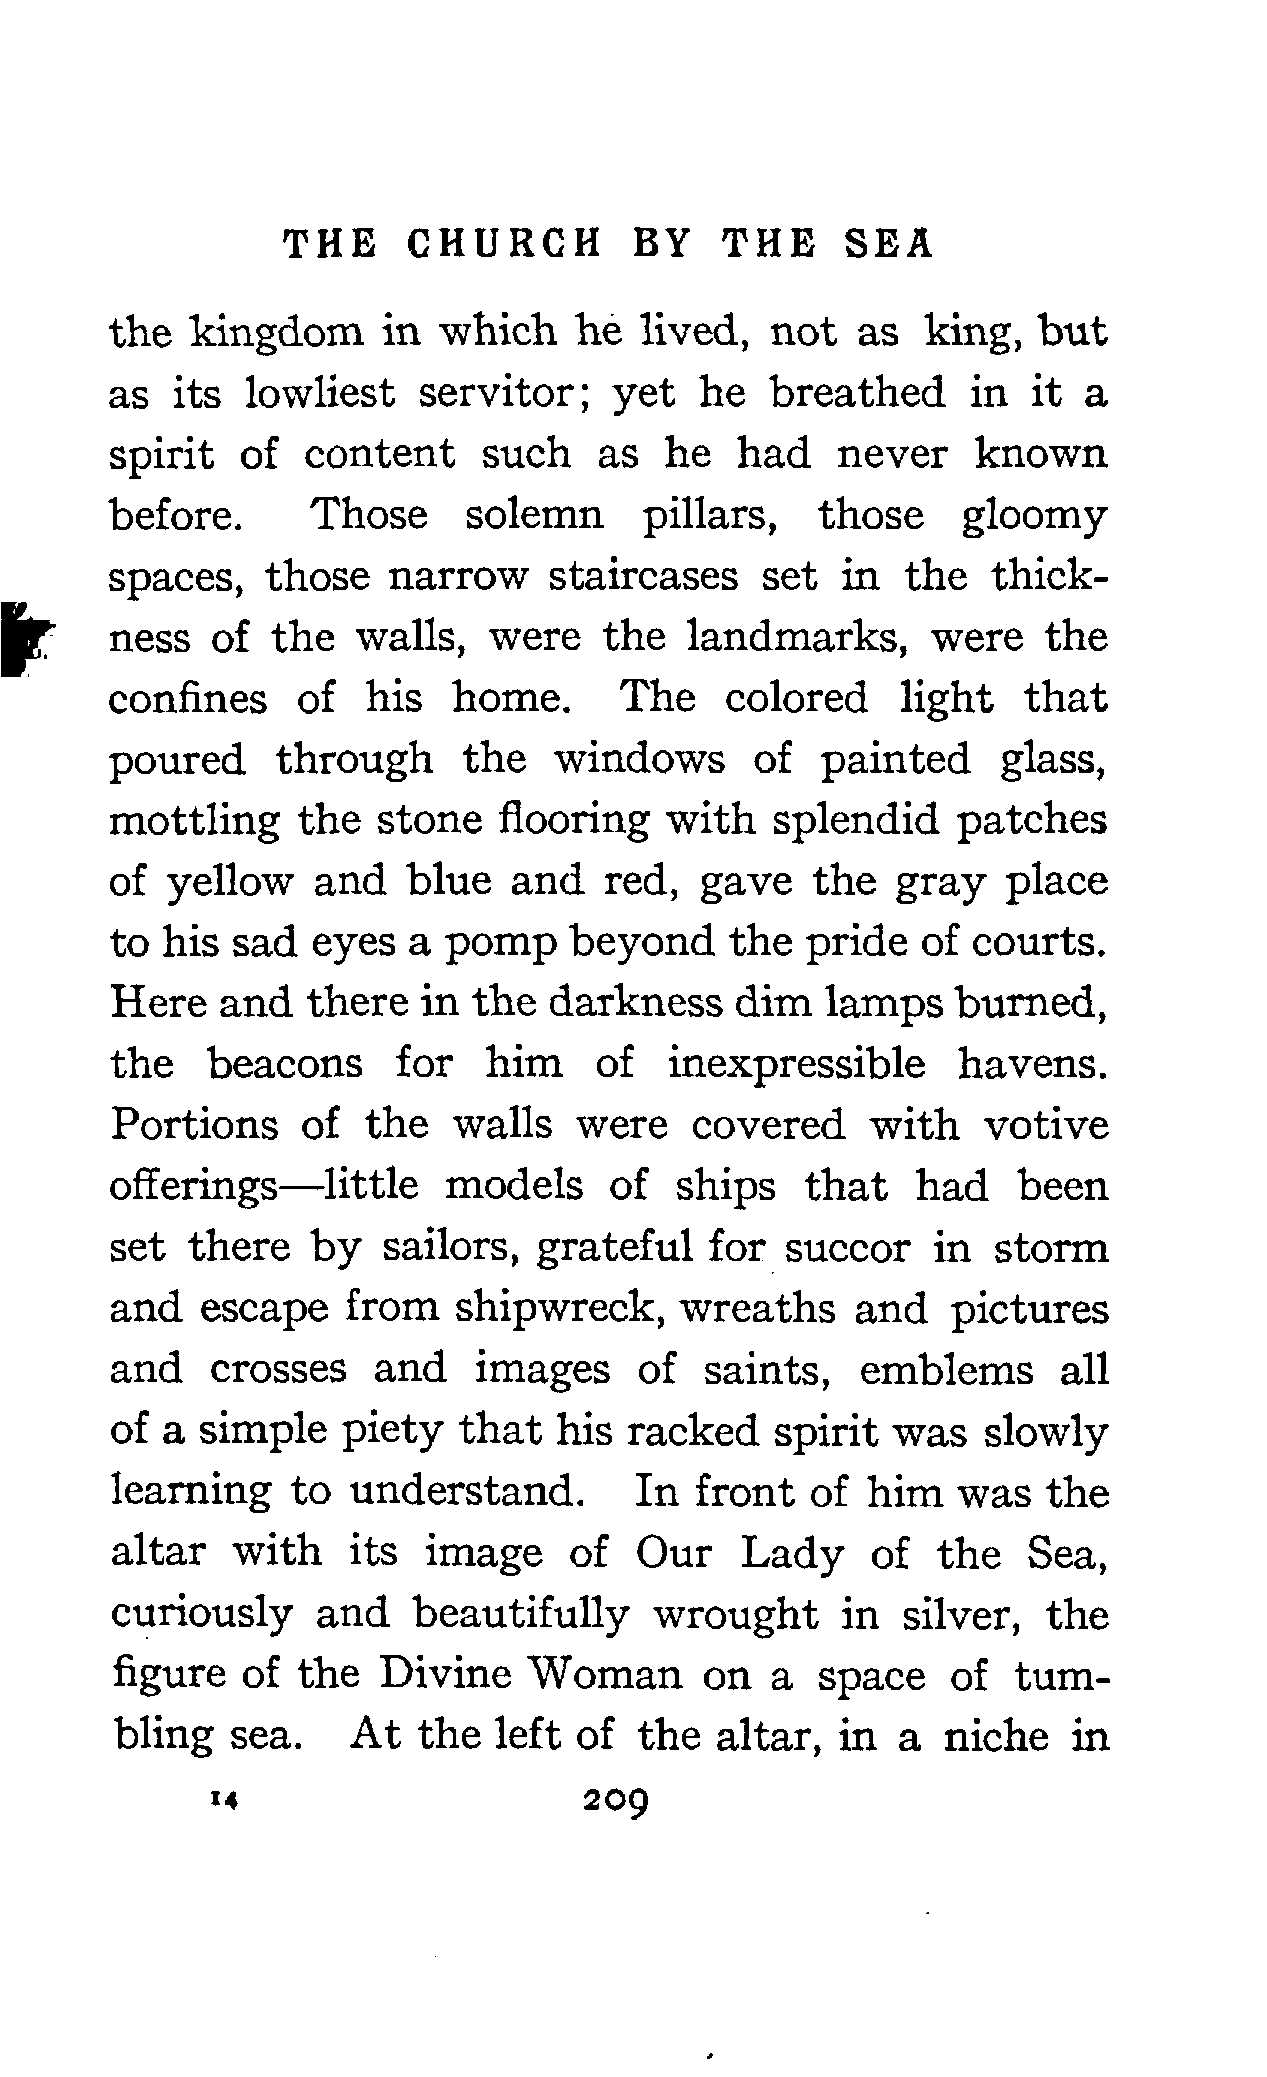 THE CHURCH BY THE SEA
the kingdom in which he lived, not as king, but
as its lowliest servitor; yet he breathed in it a
spirit of content such as he had never known
before. Those solemn pillars, those gloomy
spaces, those narrow staircases set in the thick-
ness of the walls, were the landmarks, were the
confines of his home. The colored light that
poured through the windows of painted glass,
mottling the stone flooring with splendid patches
of yellow and blue and red, gave the gray place
to his sad eyes a pomp beyond the pride of courts.
Here and there in the darkness dim lamps burned,
the beacons for him of inexpressible havens.
Portions of the walls were covered with votive
offerings—little models of ships that had been
set there by sailors, grateful for succor in storm
and escape from shipwreck, wreaths and pictures
and crosses and images of saints, emblems all
of a simple piety that his racked spirit was slowly
learning to understand. In front of him was the
altar with its image of Our Lady of the Sea,
curiously and beautifully wrought in silver, the
figure of the Divine Woman on a space of tum-
bling sea. At the left of the altar, in a niche in
14 209